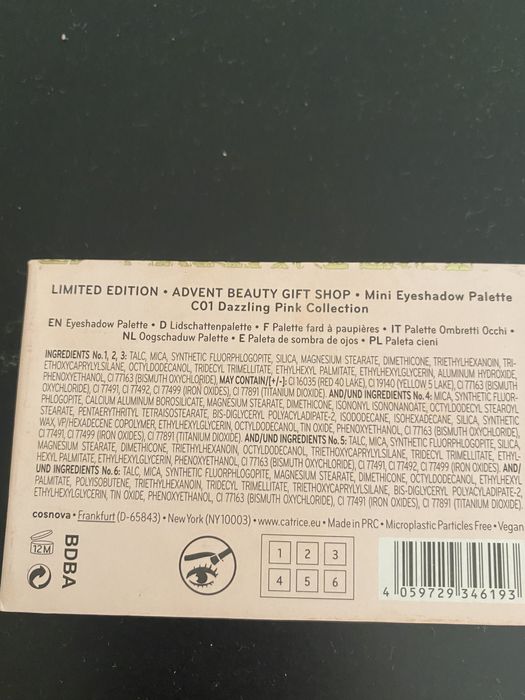 LIMITED EDITION • ADVENT BEAUTY GIFT SHOP • Mini Eyeshadow Palette
C01 Dazzling Pink Collection
EN Eyeshadow Palette • D Lidschattenpalette • F Palette fard à paupières • IT Palette Ombretti Occhi •
NL Oogschaduw Palette • E Paleta de sombra de ojos • PL Paleta cieni
INGREDIENTS No.1, 2, 3: TALC, MICA, SYNTHETIC FLUORPHLOGOPITE, SILICA, MAGNESIUM STEARATE, DIMETHICONE, TRIETHYLHEXANOIN, TRI-
ETHOXYCAPRYLYLSILANE, OCTYLDODECANOL, TRIDECYL TRIMELLITATE, ETHYLHEXYL PALMITATE, ETHYLHEXYLGLYCERIN, ALUMINUM HYDROXIDE,
PHENOXYETHANOL, CI 77163 (BISMUTH OXYCHLORIDE), MAY CONTAIN/[+/-]: CI 16035 (RED 40 LAKE), CI 19140 (YELLOW 5 LAKE), CI 77163 (BISMUTH
OXYCHLORIDE), CI 77491, CI 77492, CI 77499 (IRON OXIDES), CI 77891 (TITANIUM DIOXIDE). AND/UND INGREDIENTS No.4: MICA, SYNTHETIC FLUOR-
PHLOGOPITE, CALCIUM ALUMINUM BOROSILICATE, MAGNESIUM STEARATE, DIMETHICONE, ISONONYL ISONONANOATE, OCTYLDODECYL STEAROYL
STEARATE, PENTAERYTHRITYL TETRAISOSTEARATE, BIS-DIGLYCERYL POLYACYLADIPATE-2, ISODODECANE, ISOHEXADECANE, SILICA, SYNTHETIC
WAX, VP/HEXADECENE COPOLYMER, ETHYLHEXYLGLYCERIN, OCTYLDODECANOL, TIN OXIDE, PHENOXYETHANOL, CI 77163 (BISMUTH OXYCHLORIDE),
CI 77491, CI 77499 (IRON OXIDES), CI 77891 (TITANIUM DIOXIDE). AND/UND INGREDIENTS No.5: TALC, MICA, SYNTHETIC FLUORPHLOGOPITE, SILICA,
MAGNESIUM STEARATE, DIMETHICONE, TRIETHYLHEXANOIN, OCTYLDODECANOL, TRIETHOXYCAPRYLYLSILANE, TRIDECYL TRIMELLITATE, ETHYL-
HEXYL PALMITATE, ETHYLHEXYLGLYCERIN, PHENOXYETHANOL, CI 77163 (BISMUTH OXYCHLORIDE), CI 77491, CI 77492, CI 77499 (IRON OXIDES). AND/
UND INGREDIENTS No.6: TALC, MICA, SYNTHETIC FLUORPHLOGOPITE, SILICA, MAGNESIUM STEARATE, DIMETHICONE, OCTYLDODECANOL, ETHYLHEXYL
PALMITATE, POLYISOBUTENE, TRIETHYLHEXANOIN, TRIDECYL TRIMELLITATE, TRIETHOXYCAPRYLYLSILANE, BIS-DIGLYCERYL POLYACYLADIPATE-2,
ETHYLHEXYLGLYCERIN, TIN OXIDE, PHENOXYETHANOL, CI 77163 (BISMUTH OXYCHLORIDE), CI 77491 (IRON OXIDES), CI 77891 (TITANIUM DIOXIDE).
cosnova • Frankfurt (D-65843) • New York (NY10003) • www.catrice.eu • Made in PRC • Microplastic Particles Free • Vegan
12M
BDBA
1 2 3
4 5 6
4 059729 346193